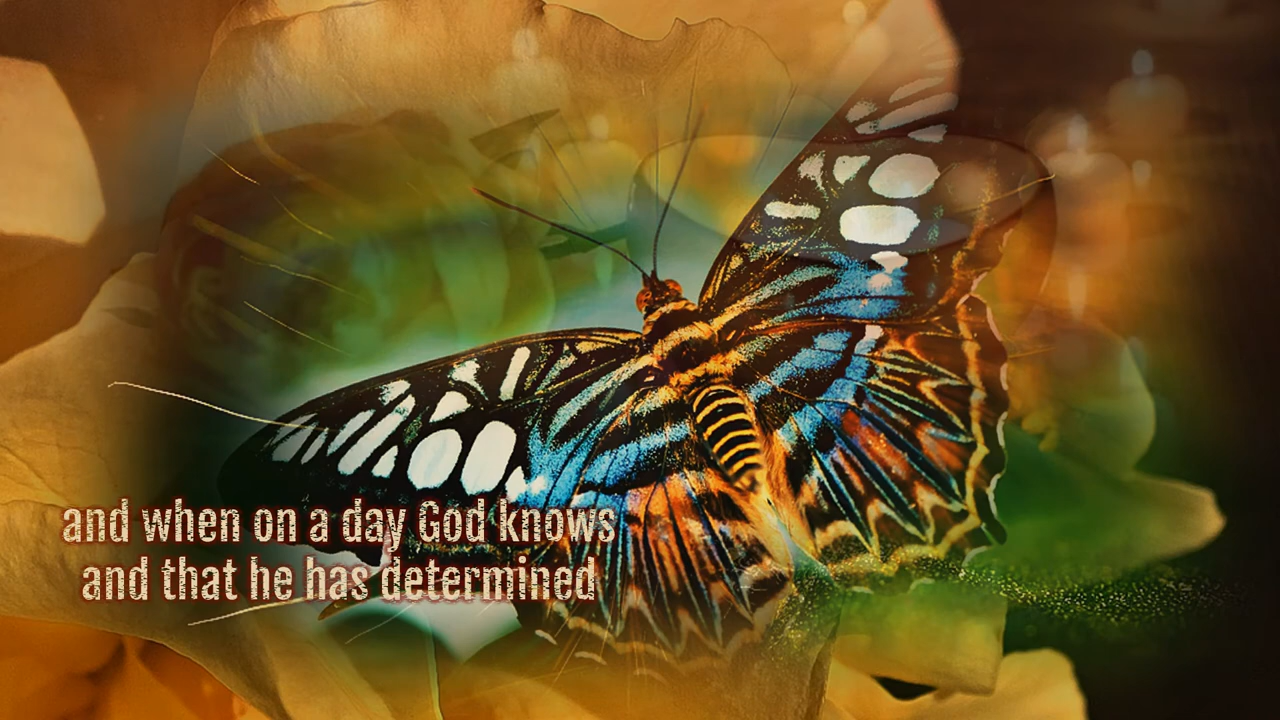 and when on a day God knows
and that he has determined